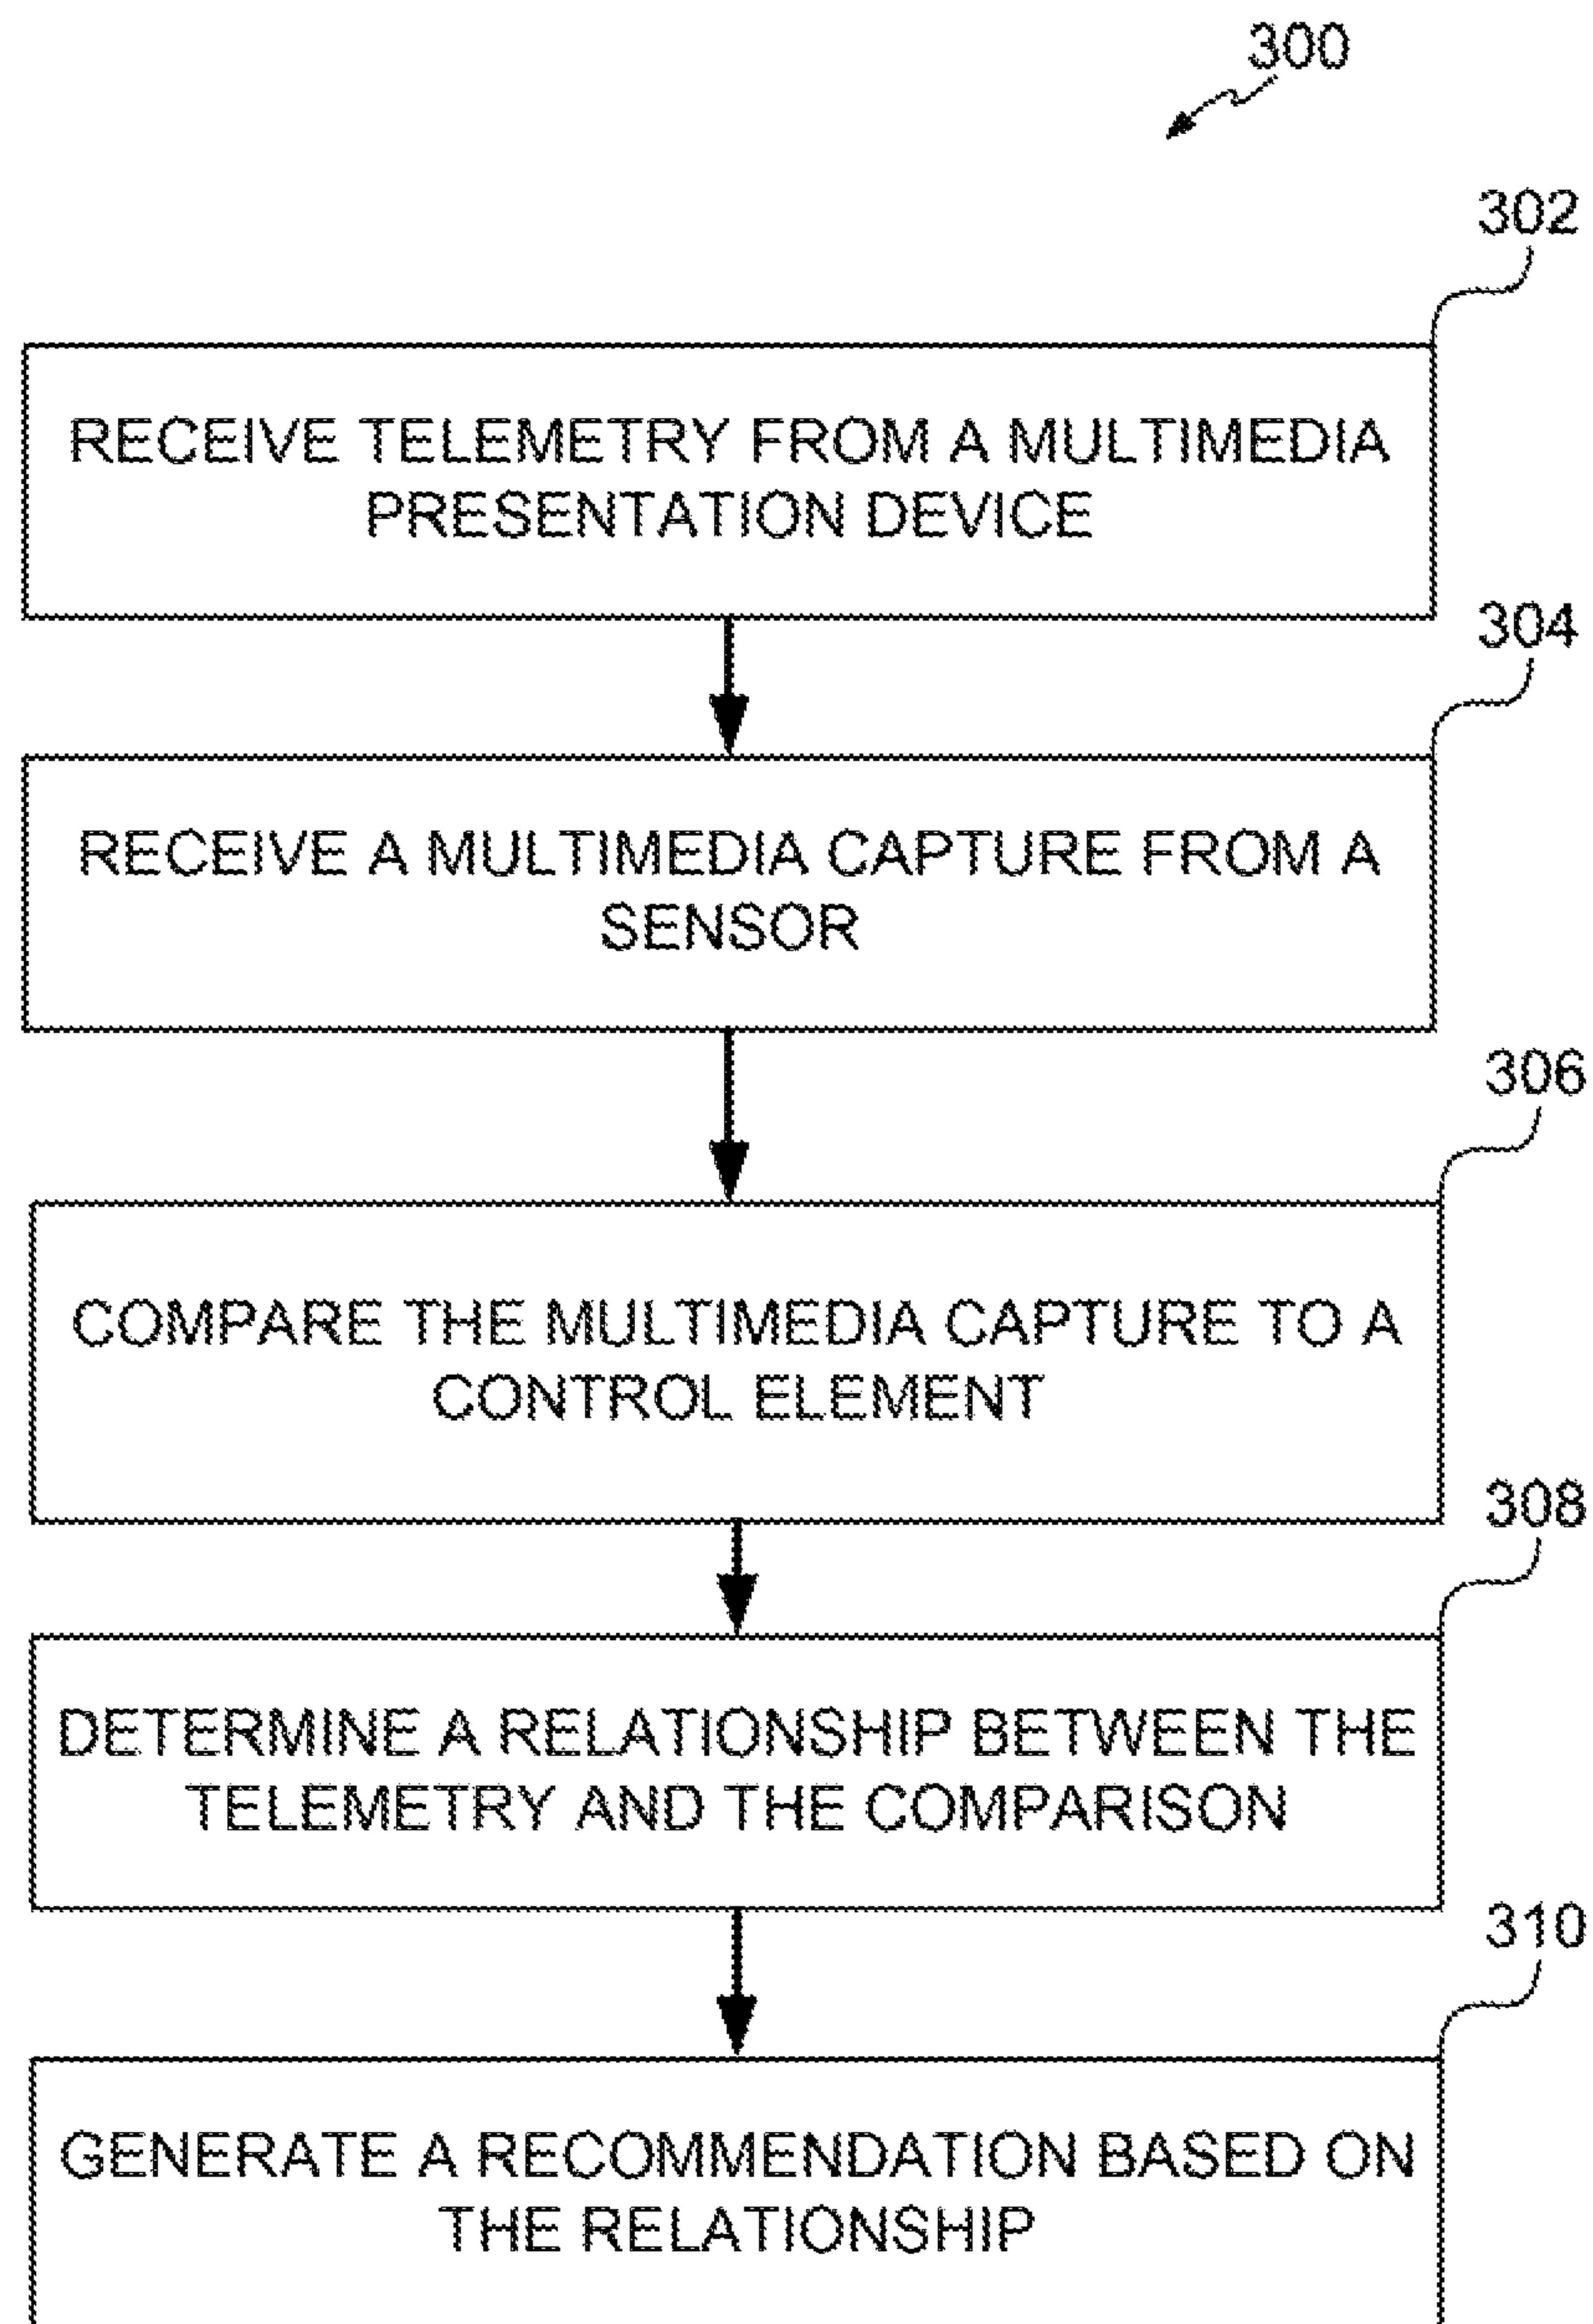 300
302
RECEIVE TELEMETRY FROM A MULTIMEDIA
PRESENTATION DEVICE
304
RECEIVE A MULTIMEDIA CAPTURE FROM A
SENSOR
306
COMPARE THE MULTIMEDIA CAPTURE TO A
CONTROL ELEMENT
308
DETERMINE A RELATIONSHIP BETWEEN THE
TELEMETRY AND THE COMPARISON
310
GENERATE A RECOMMENDATION BASED ON
THE RELATIONSHIP